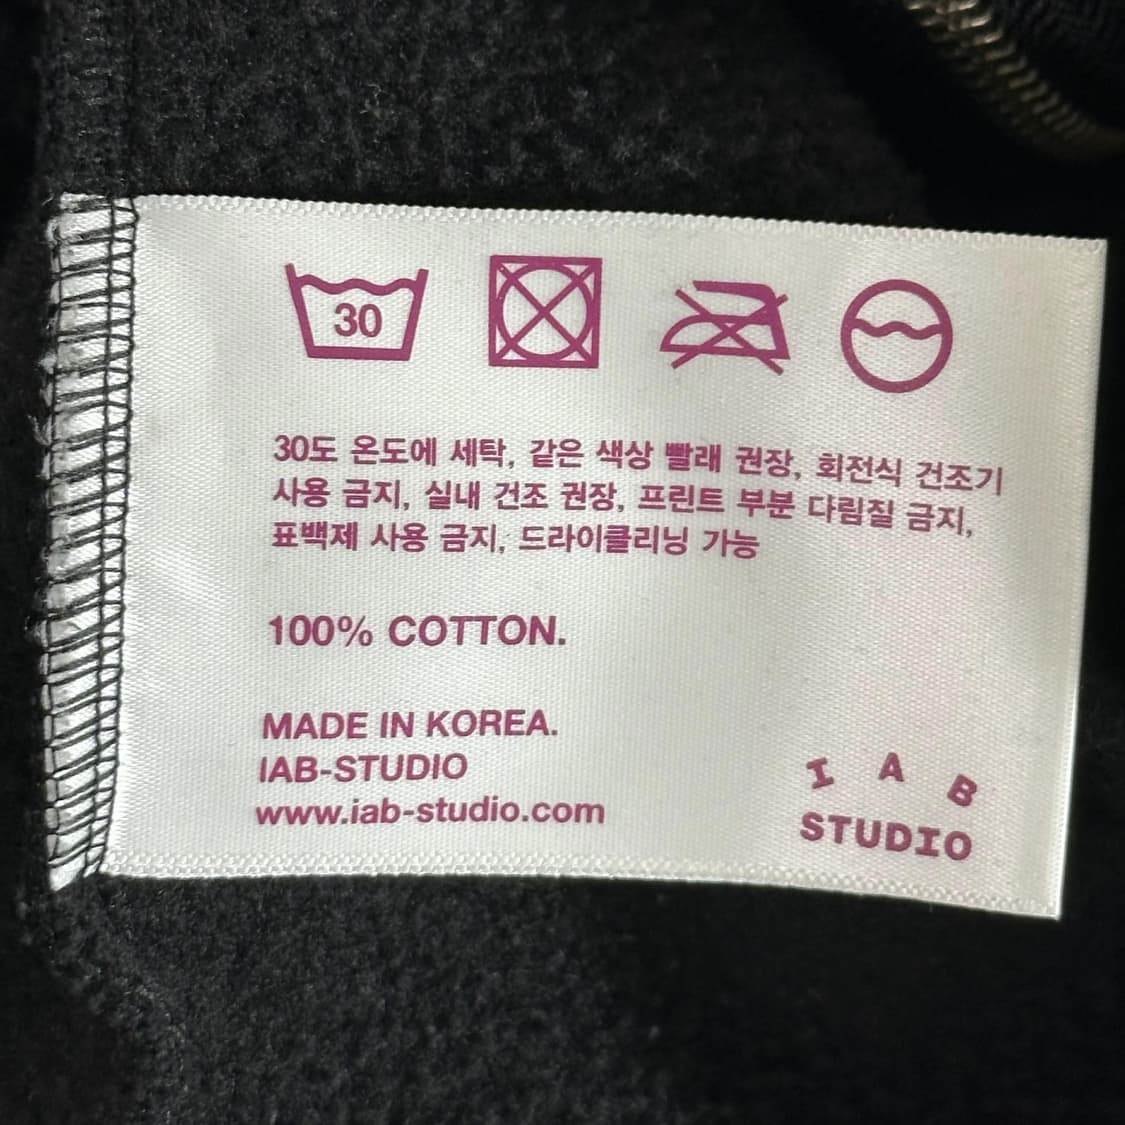 30
30도 온도에 세탁, 같은 색상 빨래 권장, 회전식 건조기
사용 금지, 실내 건조 권장, 프린트 부분 다림질 금지,
표백제 사용 금지, 드라이클리닝 가능
100% COTTON.
MADE IN KOREA.
IAB-STUDIO
www.iab-studio.com
I A B
STUDIO